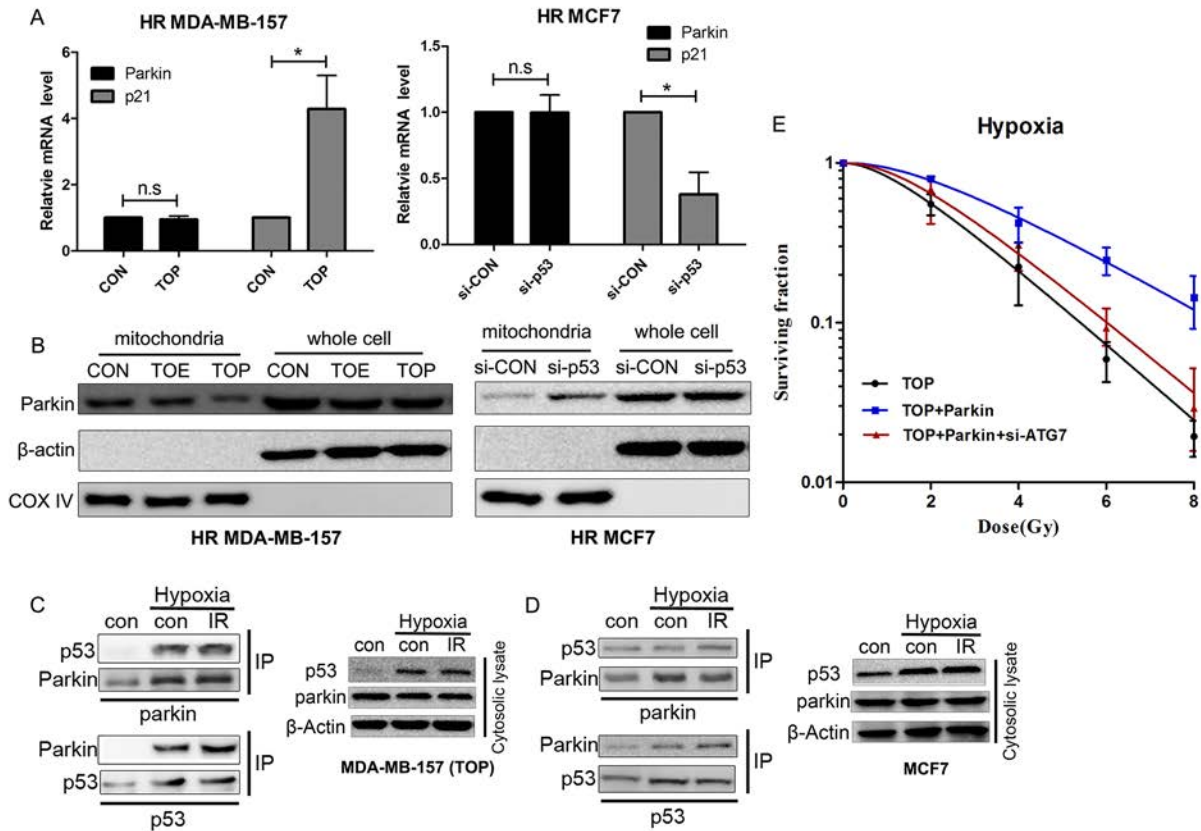 A
HR MDA-MB-157
Relatvie mRNA level
6
4
2
0
Parkin
p21
n.s
*
CON
TOP
CON
TOP
HR MCF7
Relatvie mRNA level
1.5
1.0
0.5
0.0
Parkin
p21
n.s
*
si-CON
si-p53
si-CON
si-p53
B
mitochondria whole cell
CON TOE TOP CON TOE TOP
Parkin
β-actin
COX IV
HR MDA-MB-157
mitochondria whole cell
si-CON si-p53 si-CON si-p53
HR MCF7
C
Hypoxia
con con IR
p53
Parkin
IP
parkin
Parkin
p53
IP
p53
Hypoxia
con con IR
p53
parkin
β-Actin
Cytosolic lysate
MDA-MB-157 (TOP)
D
Hypoxia
con con IR
p53
Parkin
IP
parkin
Parkin
p53
IP
p53
Hypoxia
con con IR
p53
parkin
β-Actin
Cytosolic lysate
MCF7
E
Hypoxia
Surviving fraction
1
0.1
0.01
TOP
TOP+Parkin
TOP+Parkin+si-ATG7
0 2 4 6 8
Dose(Gy)